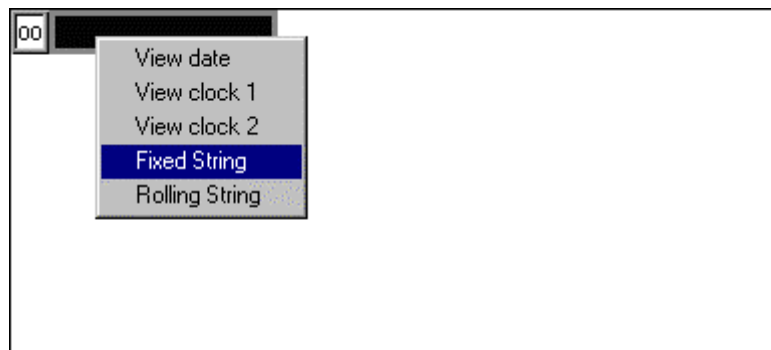 00
View date
View clock 1
View clock 2
Fixed String
Rolling String